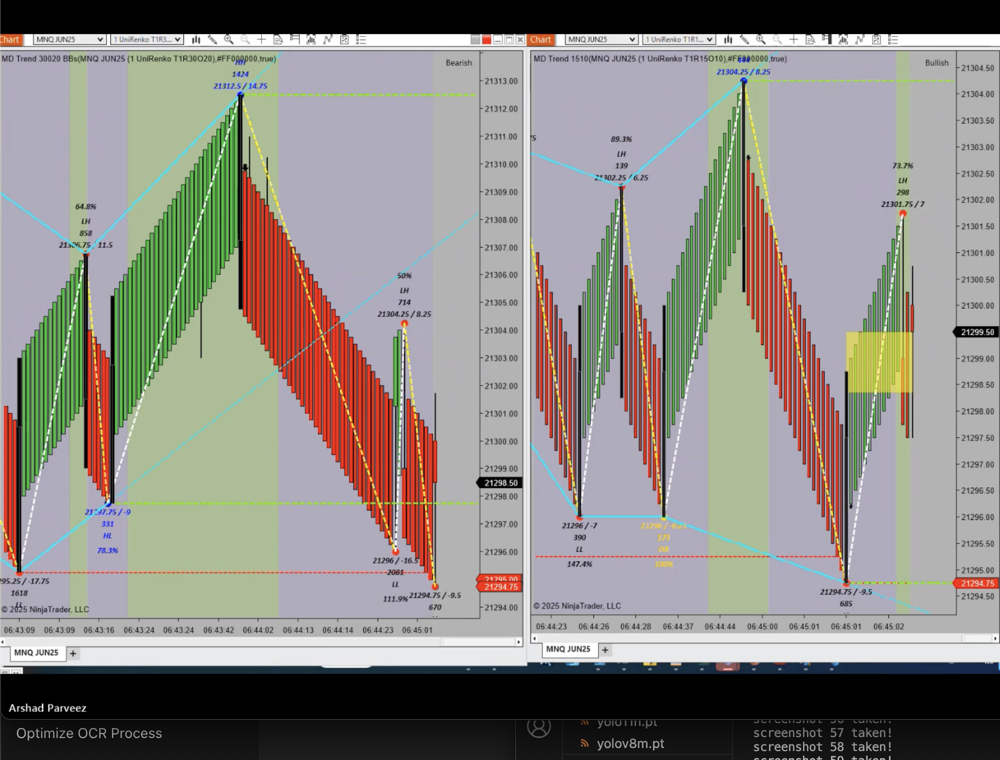 Chart MNQ JUN25 1 UniRenko T1R3...
MD Trend 30020 BBs(MNQ JUN25 (1 UniRenko T1R30O20),#FF000000,true)
Bearish
HH
1424
21312.5 / 14.75
64.8%
LH
858
21306.75 / 11.5
50%
LH
714
21304.25 / 8.25
21297.75 / -9
331
HL
78.3%
21296 / -16.5
2081
LL
111.9%
21294.75 / -9.5
670
295.25 / -17.75
1618
LL
© 2025 NinjaTrader, LLC
21313.00
21312.00
21311.00
21310.00
21309.00
21308.00
21307.00
21306.00
21305.00
21304.00
21303.00
21302.00
21301.00
21300.00
21299.00
21298.50
21298.00
21297.00
21296.00
21295.00
21294.75
21294.00
06:43:09 06:43:09 06:43:16 06:43:24 06:43:24 06:43:42 06:44:02 06:44:14 06:44:14 06:44:23 06:45:01
MNQ JUN25 +
Chart MNQ JUN25 1 UniRenko T1R1...
MD Trend 1510(MNQ JUN25 (1 UniRenko T1R15O10),#FF000000,true)
Bullish
21304.25 / 8.25
89.3%
LH
139
21302.25 / 6.25
73.7%
LH
298
21301.75 / 7
21296 / -7
390
LL
147.4%
21296 / -6.25
175
DB
100%
21294.75 / -9.5
685
© 2025 NinjaTrader, LLC
21304.50
21304.00
21303.50
21303.00
21302.50
21302.00
21301.50
21301.00
21300.50
21300.00
21299.50
21299.00
21298.50
21298.00
21297.50
21297.00
21296.50
21296.00
21295.50
21295.00
21294.75
21294.50
06:44:23 06:44:26 06:44:28 06:44:37 06:44:44 06:45:00 06:45:01 06:45:01 06:45:02
MNQ JUN25 +
Arshad Parveez
Optimize OCR Process
yolo11n.pt
yolov8m.pt
screenshot 57 taken!
screenshot 58 taken!